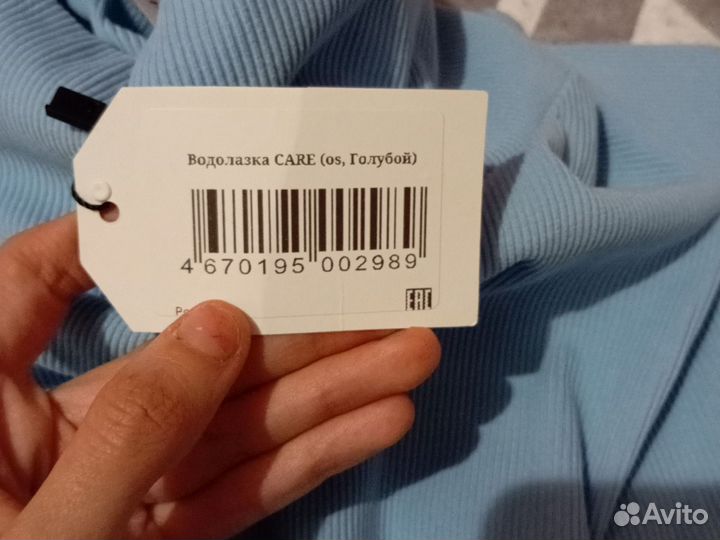 Водолазка CARE (os, Голубой)
4 670195 002989
EAC
Avito